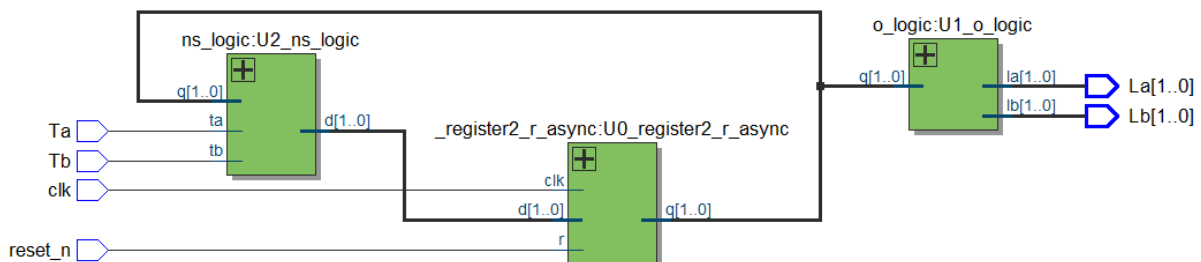 ns_logic:U2_ns_logic
q[1..0]
ta
tb
d[1..0]
Ta
Tb
clk
reset_n
_register2_r_async:U0_register2_r_async
clk
d[1..0]
r
q[1..0]
o_logic:U1_o_logic
q[1..0]
la[1..0]
lb[1..0]
La[1..0]
Lb[1..0]